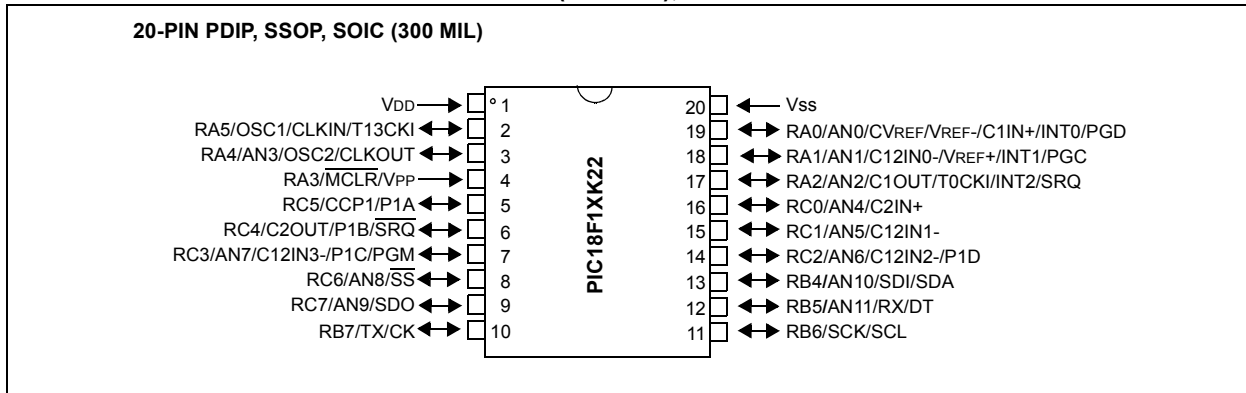 20-PIN PDIP, SSOP, SOIC (300 MIL)
VDD 1 20 Vss
RA5/OSC1/CLKIN/T13CKI 2 19 RA0/AN0/CVREF/VREF-/C1IN+/INT0/PGD
RA4/AN3/OSC2/CLKOUT 3 18 RA1/AN1/C12IN0-/VREF+/INT1/PGC
RA3/MCLR/VPP 4 17 RA2/AN2/C1OUT/T0CKI/INT2/SRQ
RC5/CCP1/P1A 5 16 RC0/AN4/C2IN+
RC4/C2OUT/P1B/SRQ 6 15 RC1/AN5/C12IN1-
RC3/AN7/C12IN3-/P1C/PGM 7 14 RC2/AN6/C12IN2-/P1D
RC6/AN8/SS 8 13 RB4/AN10/SDI/SDA
RC7/AN9/SDO 9 12 RB5/AN11/RX/DT
RB7/TX/CK 10 11 RB6/SCK/SCL
PIC18F1XK22